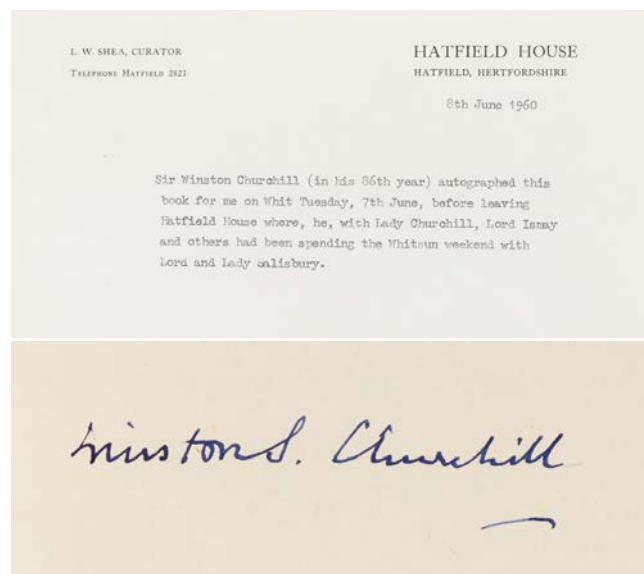 L. W. SHEA, CURATOR
TELEPHONE HATFIELD 2823
HATFIELD HOUSE
HATFIELD, HERTFORDSHIRE
8th June 1960
Sir Winston Churchill (in his 86th year) autographed this
book for me on Whit Tuesday, 7th June, before leaving
Hatfield House where, he, with Lady Churchill, Lord Ismay
and others had been spending the Whitsun weekend with
Lord and Lady Salisbury.
Winston S. Churchill